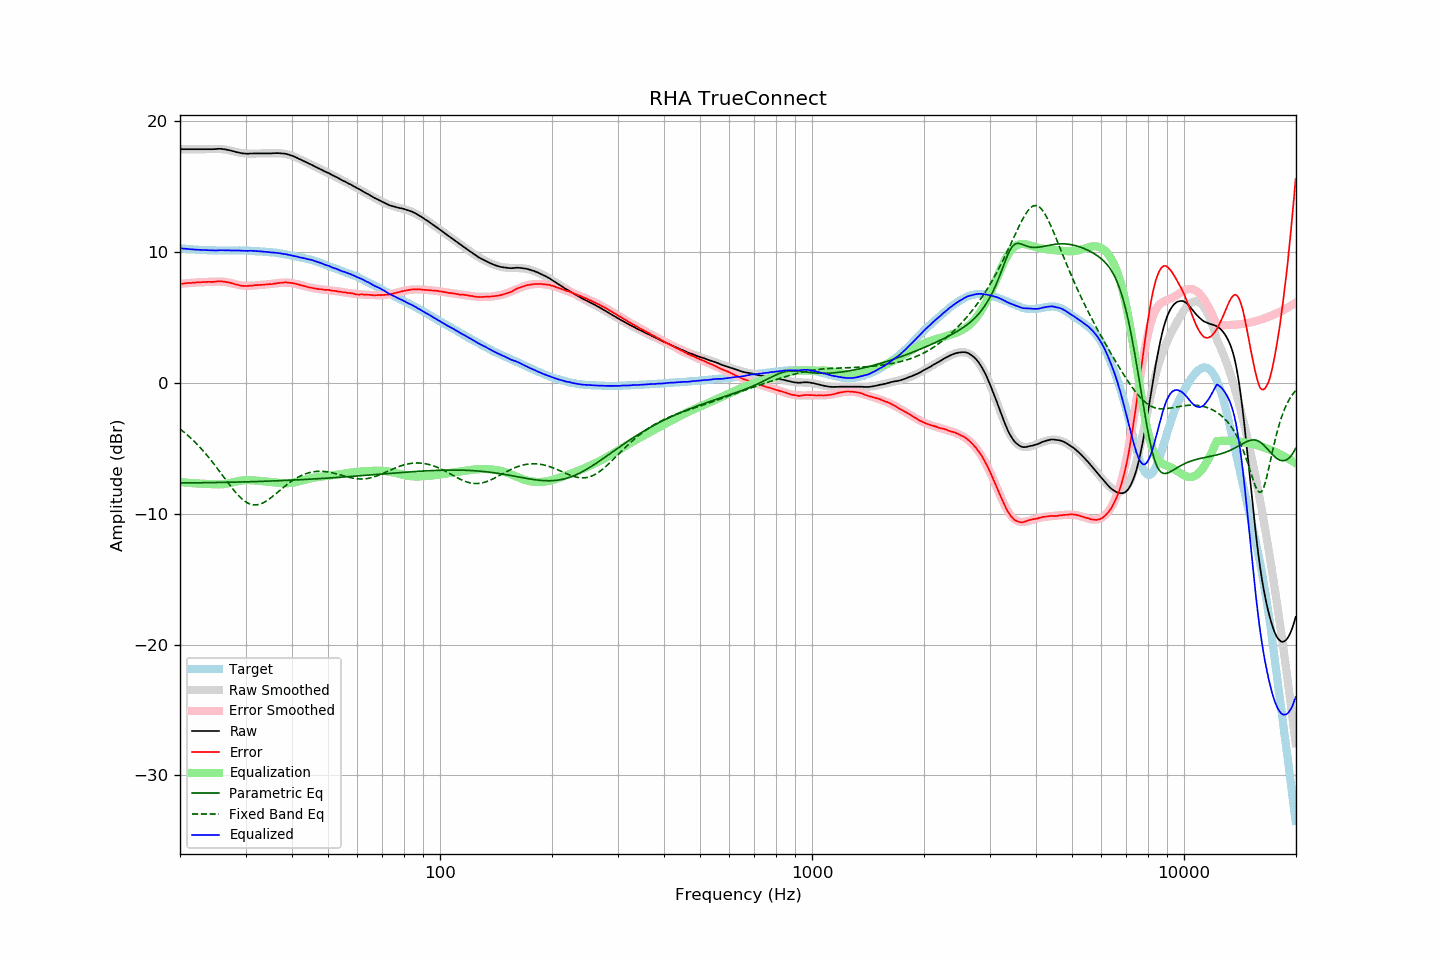 RHA TrueConnect
20
10
0
−10
−20
−30
Amplitude (dBr)
Target
Raw Smoothed
Error Smoothed
Raw
Error
Equalization
Parametric Eq
Fixed Band Eq
Equalized
100 1000 10000
Frequency (Hz)